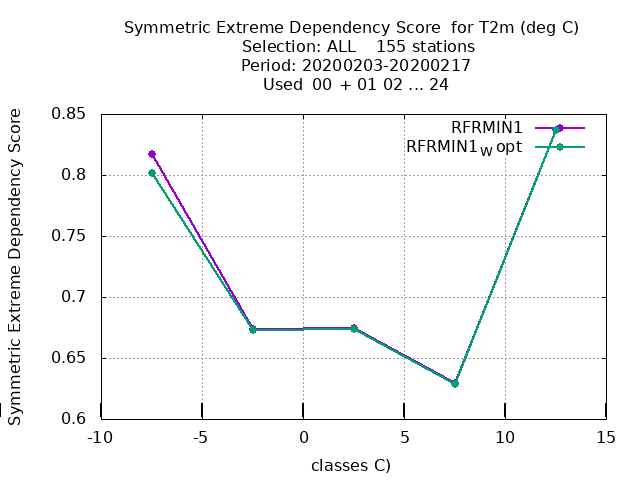 Symmetric Extreme Dependency Score  for T2m (deg C)
Selection: ALL    155 stations
Period: 20200203-20200217
Used  00  + 01 02 ... 24
Symmetric Extreme Dependency Score
0.85
0.8
0.75
0.7
0.65
0.6
RFRMIN1
RFRMIN1W opt
-10 -5 0 5 10 15
classes C)